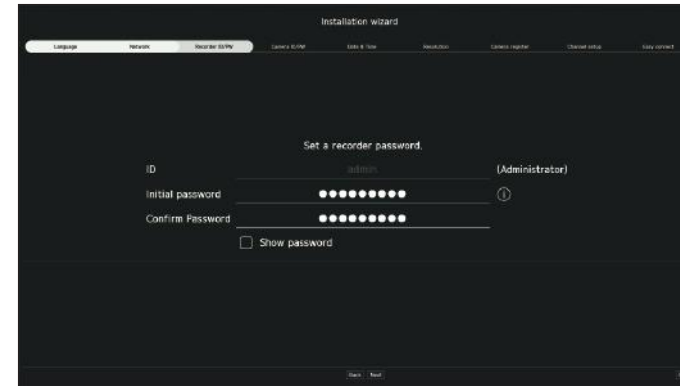 Installation wizard
Language Network Recorder ID/PW Camera ID/PW Date & Time Resolution Camera register Channel setup Easy connect
Set a recorder password.
ID admin (Administrator)
Initial password ●●●●●●●●●
Confirm Password ●●●●●●●●●
Show password
Back Next